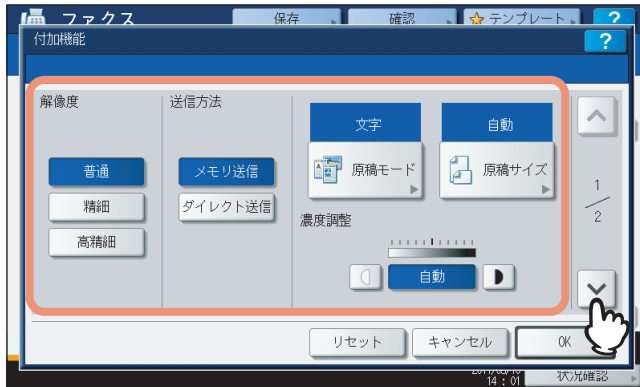 ファクス
保存
確認
テンプレート
?
付加機能
?
解像度
送信方法
文字
自動
普通
メモリ送信
原稿モード
原稿サイズ
1
2
精細
ダイレクト送信
濃度調整
高精細
自動
リセット
キャンセル
OK
14 : 01
状況確認